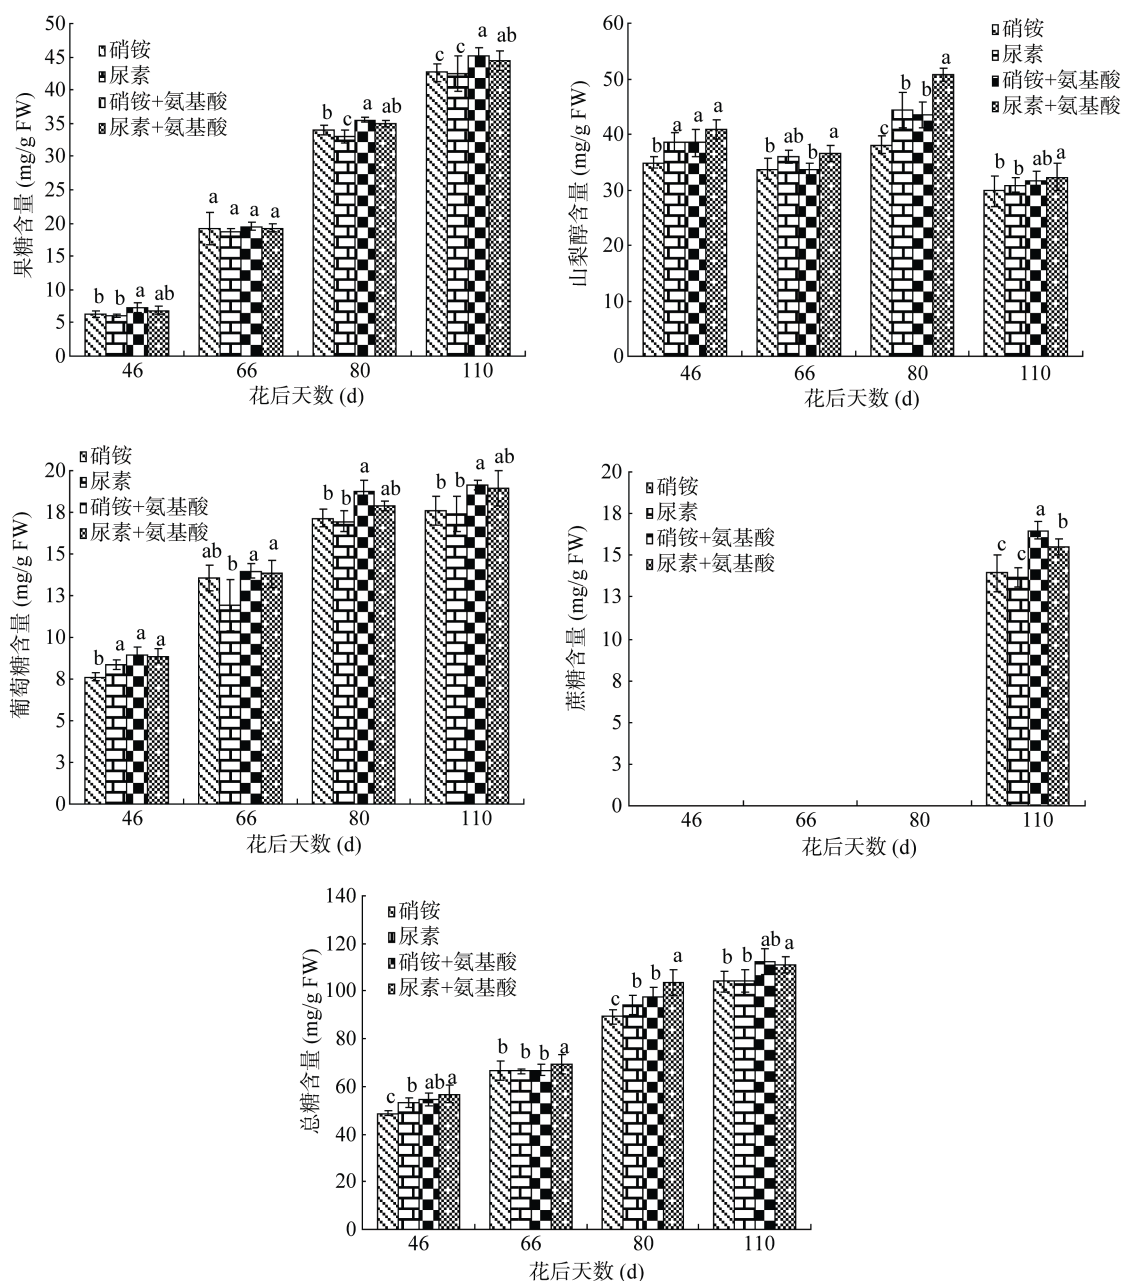 50
45
40
35
30
25
20
15
10
5
0
果糖含量 (mg/g FW)
硝铵
尿素
硝铵+氨基酸
尿素+氨基酸
b b a ab
a a a a
b c a ab
c c a ab
46 66 80 110
花后天数 (d)
60
50
40
30
20
10
0
山梨醇含量 (mg/g FW)
硝铵
尿素
硝铵+氨基酸
尿素+氨基酸
b a a a
b ab b a
c b b a
b b ab a
46 66 80 110
花后天数 (d)
20
18
15
13
10
8
5
3
0
葡萄糖含量 (mg/g FW)
硝铵
尿素
硝铵+氨基酸
尿素+氨基酸
b a a a
ab b a a
b b a ab
b b a ab
46 66 80 110
花后天数 (d)
20
18
15
13
10
8
5
3
0
蔗糖含量 (mg/g FW)
硝铵
尿素
硝铵+氨基酸
尿素+氨基酸
c c a b
46 66 80 110
花后天数 (d)
140
120
100
80
60
40
20
0
总糖含量 (mg/g FW)
硝铵
尿素
硝铵+氨基酸
尿素+氨基酸
c b ab a
b b b a
c b b a
b b ab a
46 66 80 110
花后天数 (d)